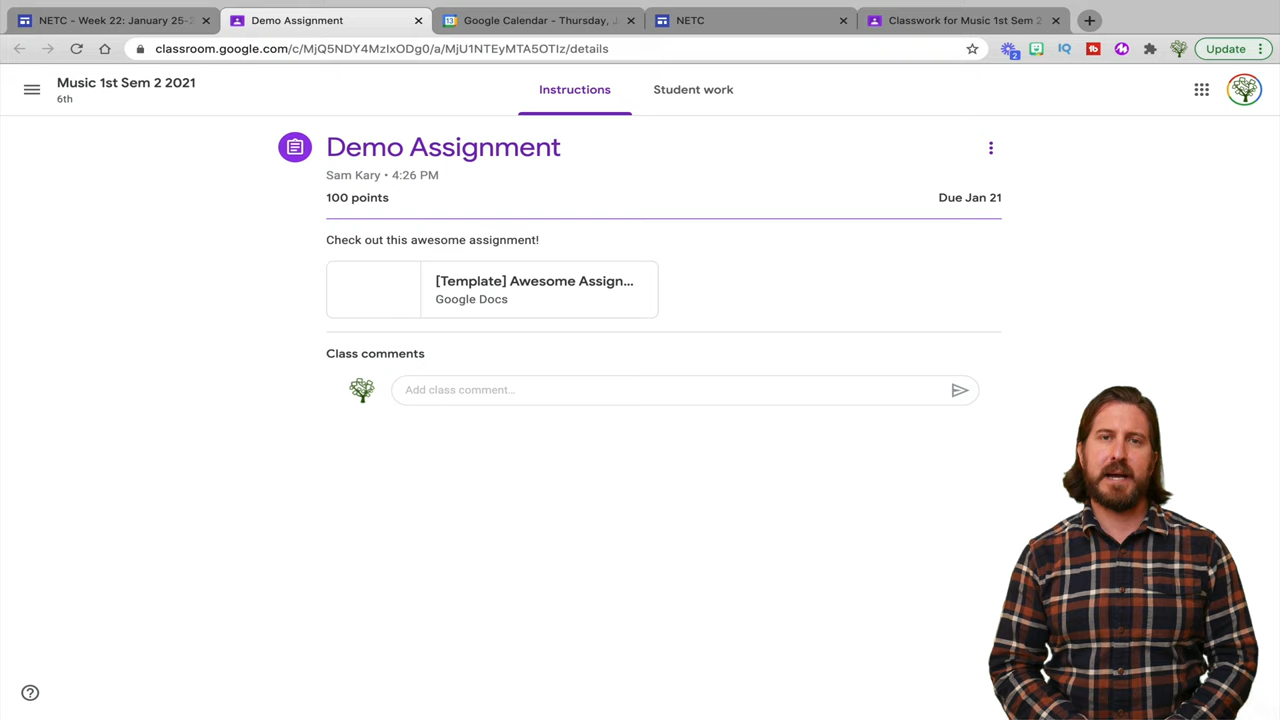 NETC - Week 22: January 25-2
Demo Assignment
Google Calendar - Thursday, J
NETC
Classwork for Music 1st Sem 2
classroom.google.com/c/MjQ5NDY4MzIxODg0/a/MjU1NTEyMTA5OTIz/details
2
Update
Music 1st Sem 2 2021
6th
Instructions
Student work
Demo Assignment
Sam Kary • 4:26 PM
100 points
Due Jan 21
Check out this awesome assignment!
[Template] Awesome Assign...
Google Docs
Class comments
Add class comment...